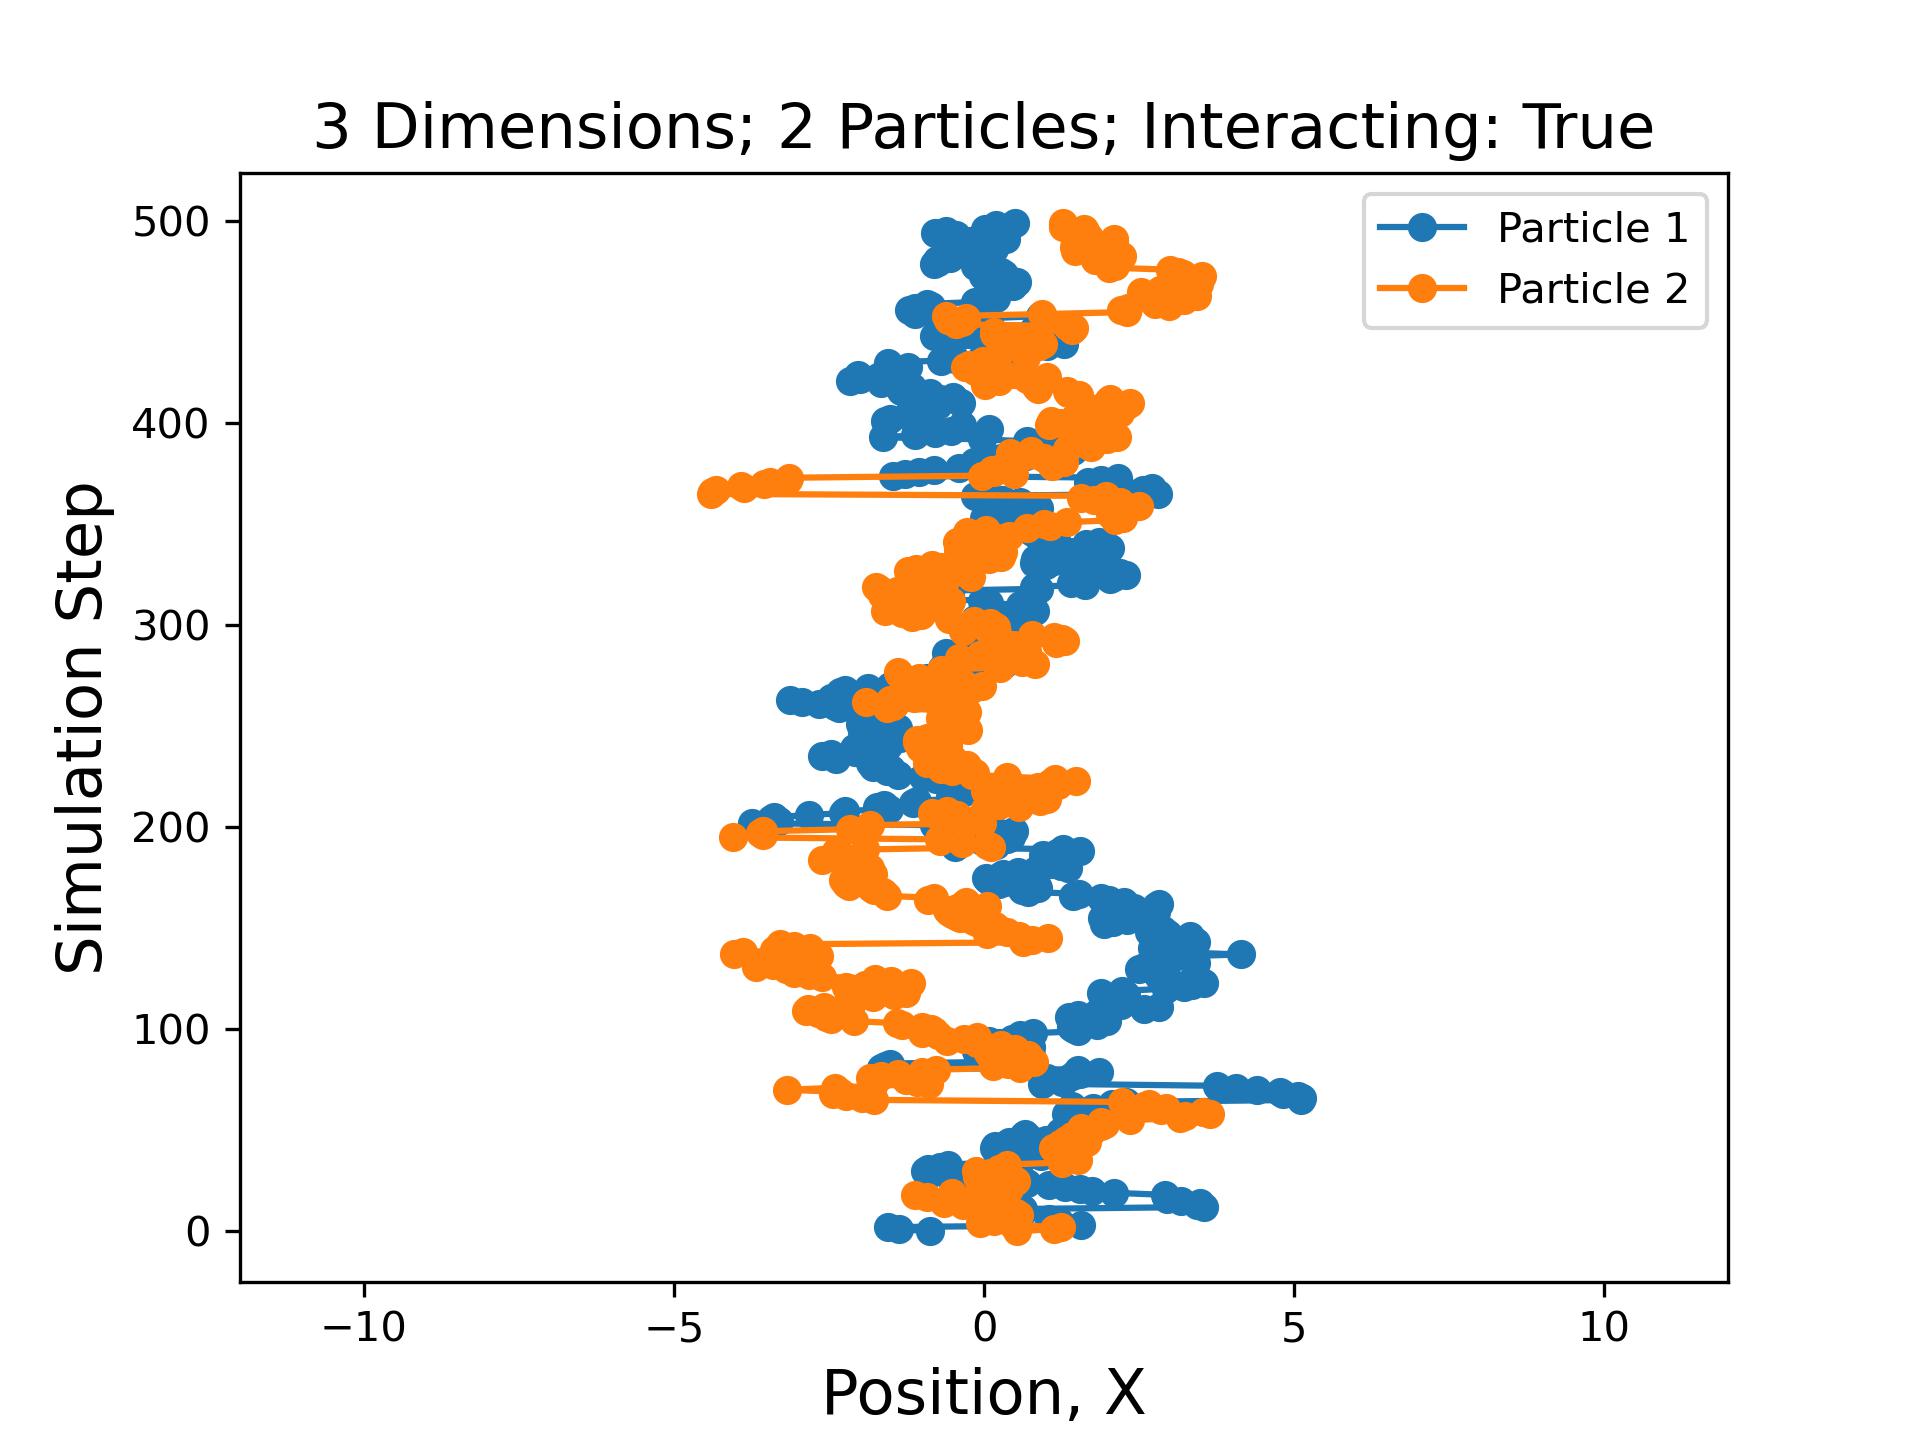 3 Dimensions; 2 Particles; Interacting: True
Particle 1
Particle 2
500
400
300
200
100
0
Simulation Step
−10
−5
0
5
10
Position, X